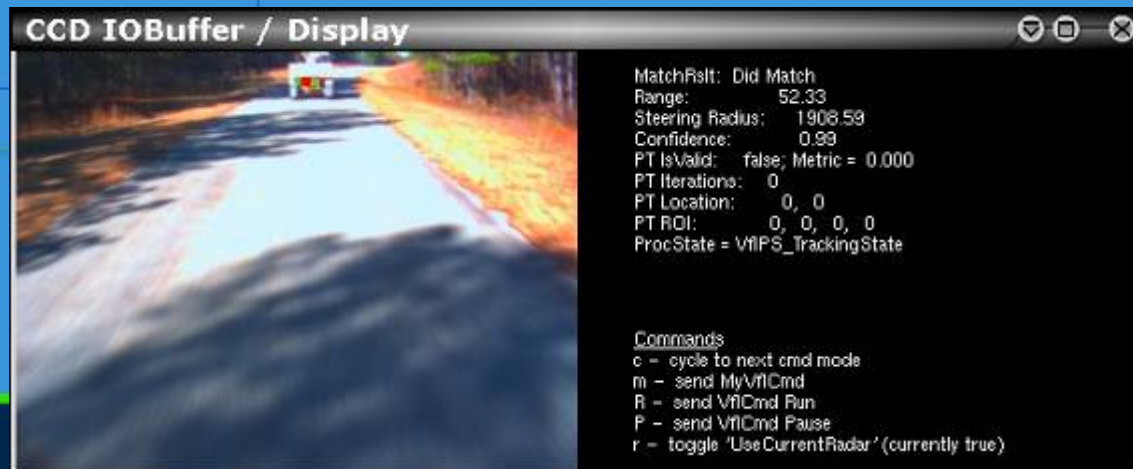 CCD IOBuffer / Display
MatchRslt: Did Match
Range: 52.33
Steering Radius: 1908.59
Confidence: 0.99
PT IsValid: false; Metric = 0.000
PT Iterations: 0
PT Location: 0, 0
PT ROI: 0, 0, 0, 0
ProcState = VflPS_TrackingState
Commands
c - cycle to next cmd mode
m - send MyVflCmd
R - send VflCmd Run
P - send VflCmd Pause
r - toggle 'UseCurrentRadar' (currently true)